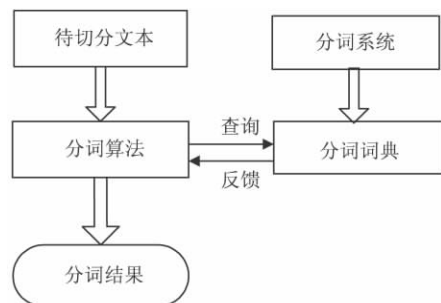 待切分文本
分词系统
分词算法
查询
反馈
分词词典
分词结果